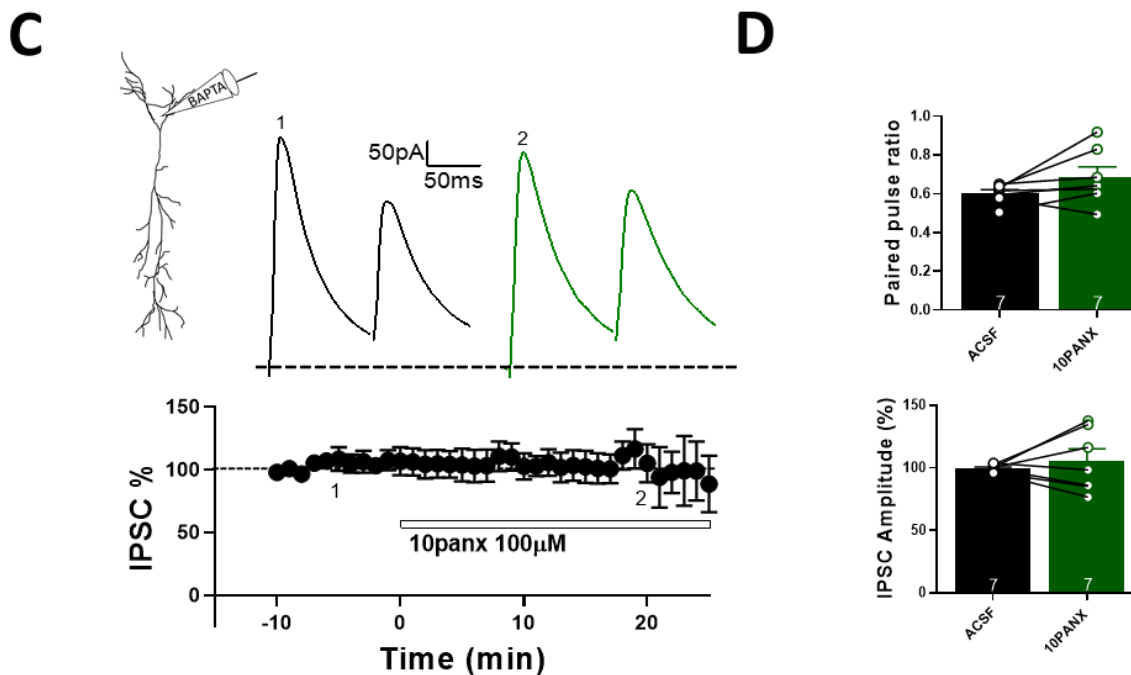 C
BAPTA
1
2
50pA
50ms
150
100
50
0
IPSC %
1
2
10panx 100μM
-10
0
10
20
Time (min)
D
1.0
0.8
0.6
0.4
0.2
0.0
Paired pulse ratio
7
7
ACSF
10PANX
150
100
50
0
IPSC Amplitude (%)
7
7
ACSF
10PANX